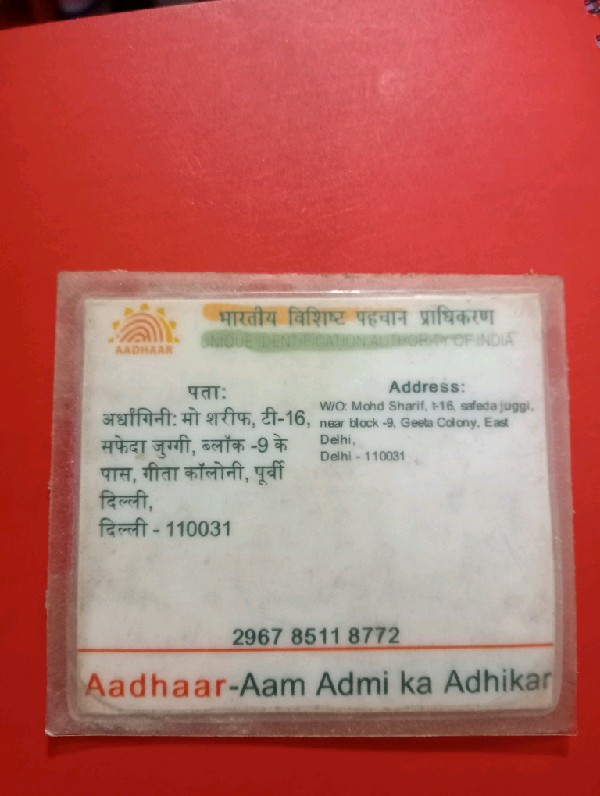 AADHAAR
भारतीय विशिष्ट पहचान प्राधिकरण
UNIQUE IDENTIFICATION AUTHORITY OF INDIA
पता:
अर्धांगिनी: मो शरीफ, टी-16,
सफेदा जुग्गी, ब्लॉक -9 के
पास, गीता कॉलोनी, पूर्वी
दिल्ली,
दिल्ली - 110031
Address:
W/O: Mohd Sharif, t-16, safeda juggi,
near block -9, Geeta Colony, East
Delhi,
Delhi - 110031
2967 8511 8772
Aadhaar-Aam Admi ka Adhikar